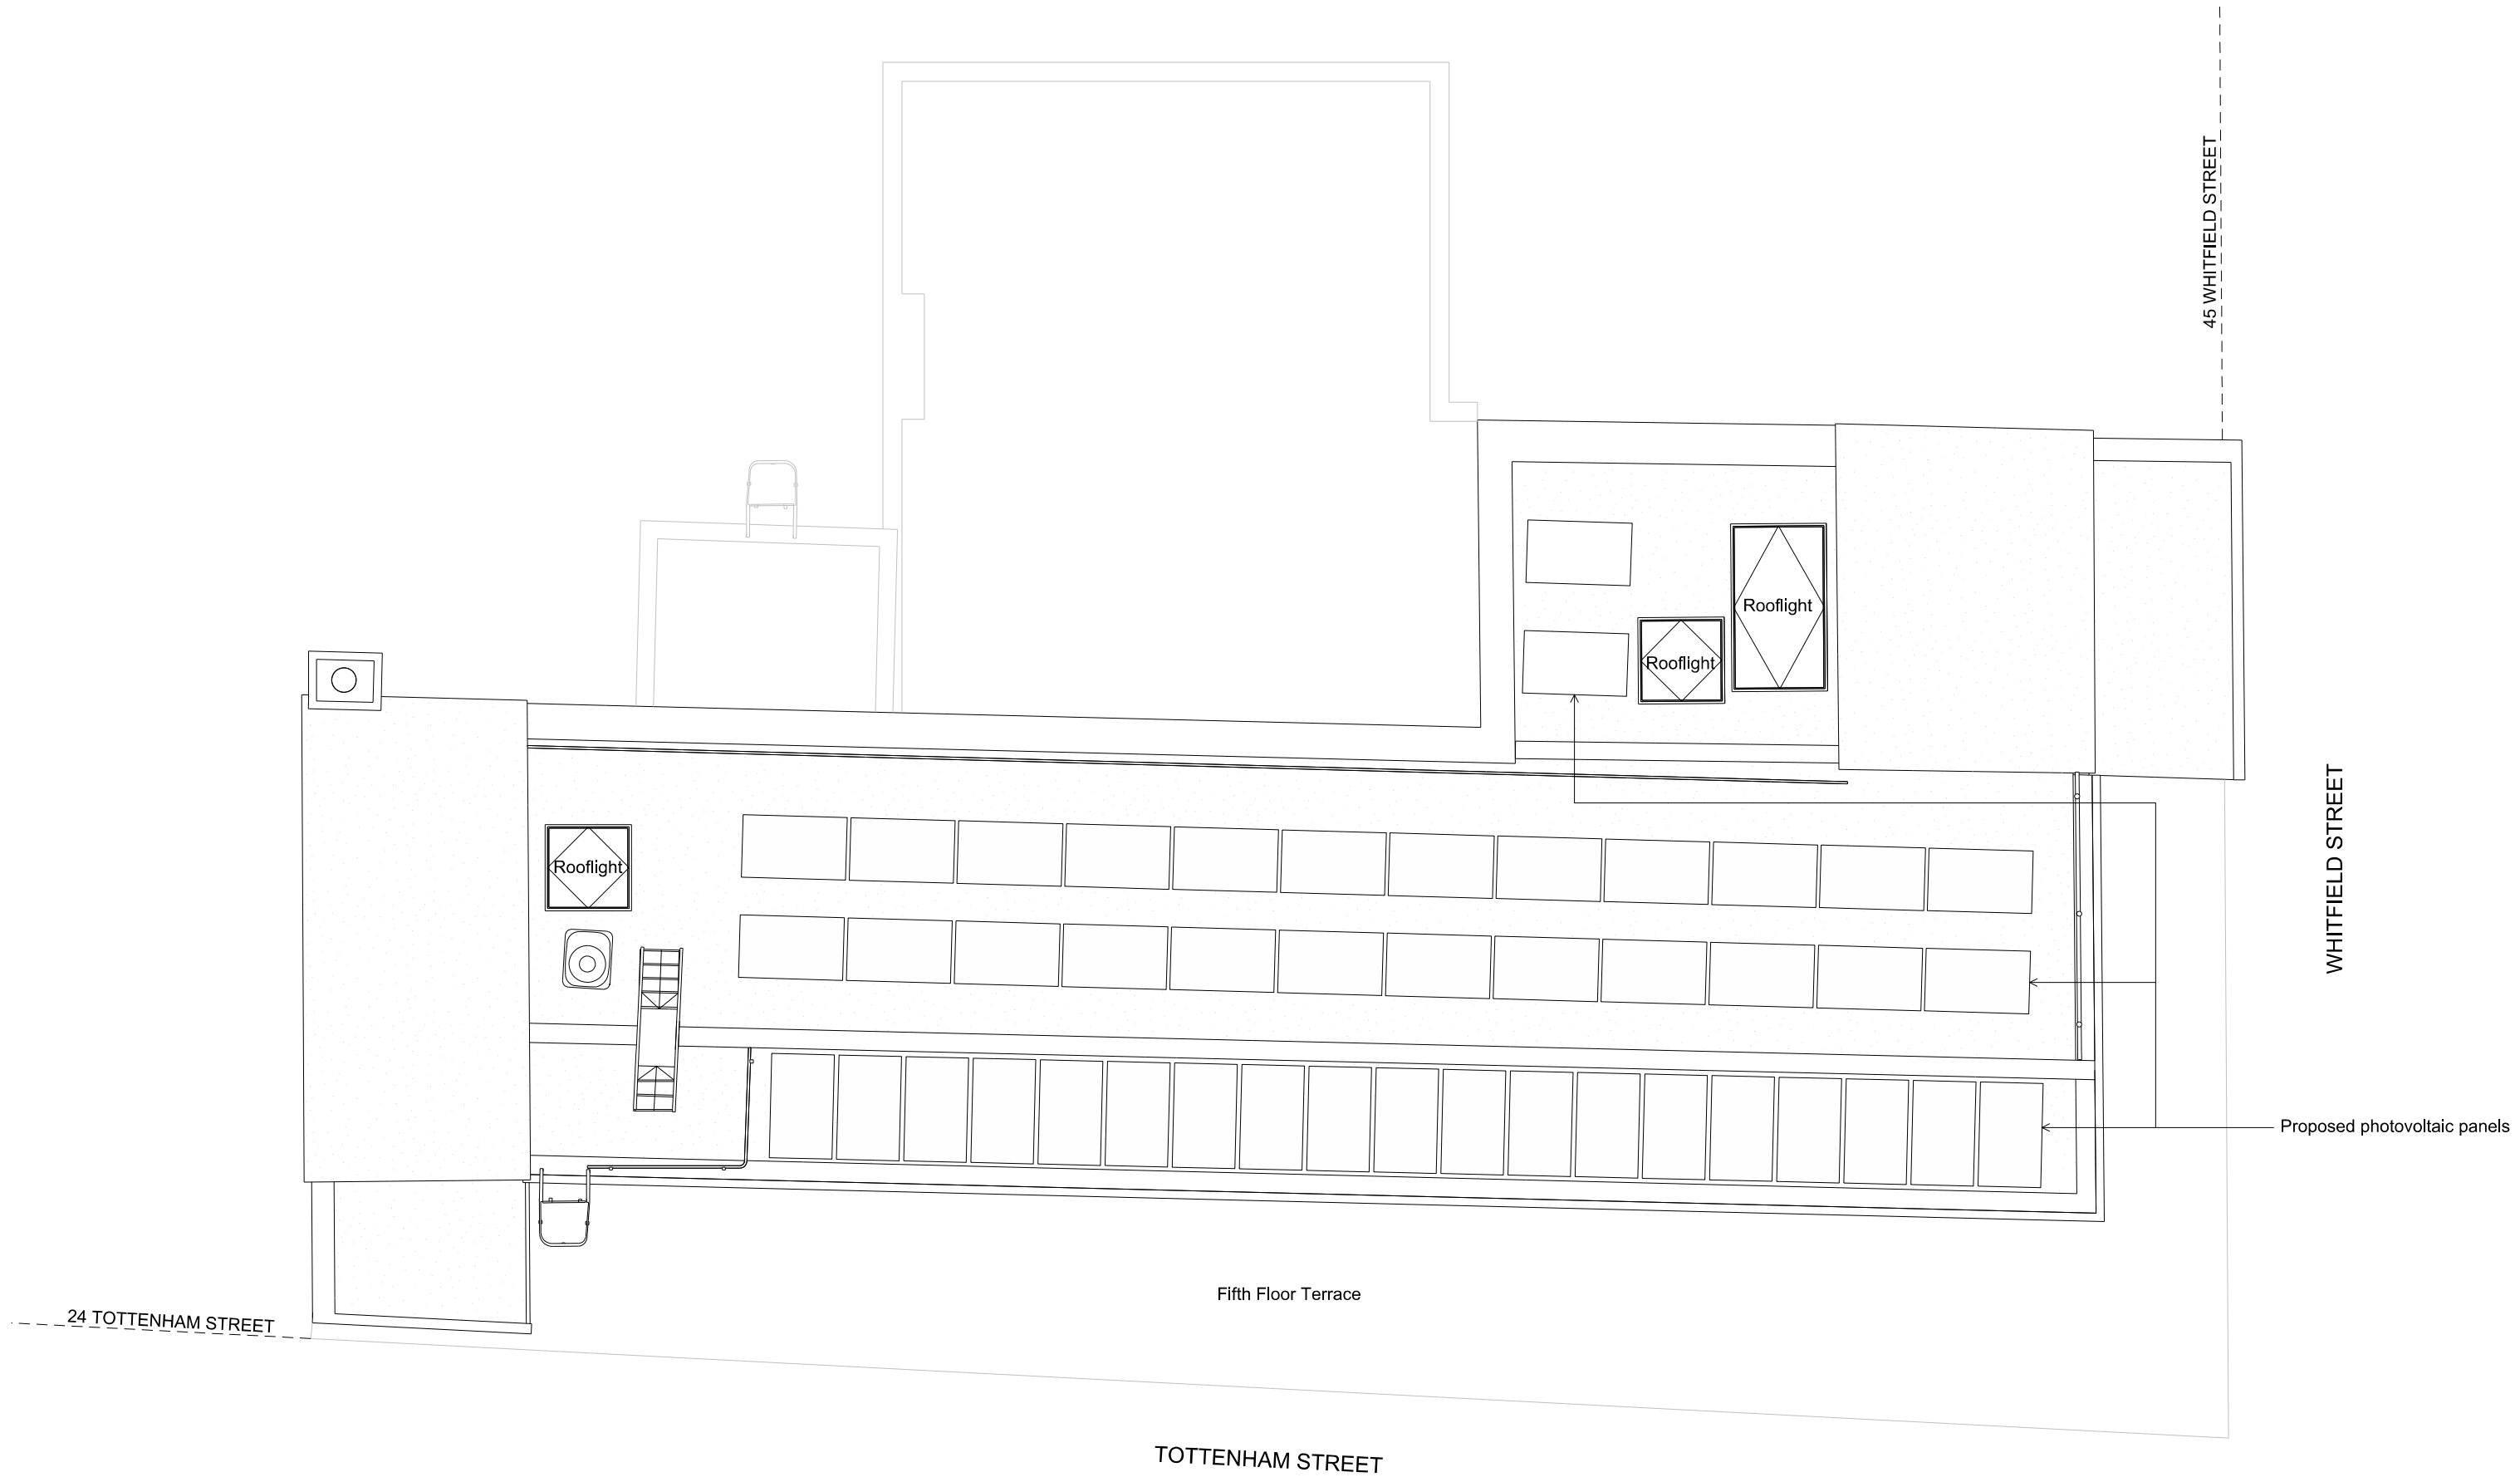 45 WHITFIELD STREET
Rooflight
Rooflight
WHITFIELD STREET
Rooflight
Proposed photovoltaic panels
Fifth Floor Terrace
24 TOTTENHAM STREET
TOTTENHAM STREET